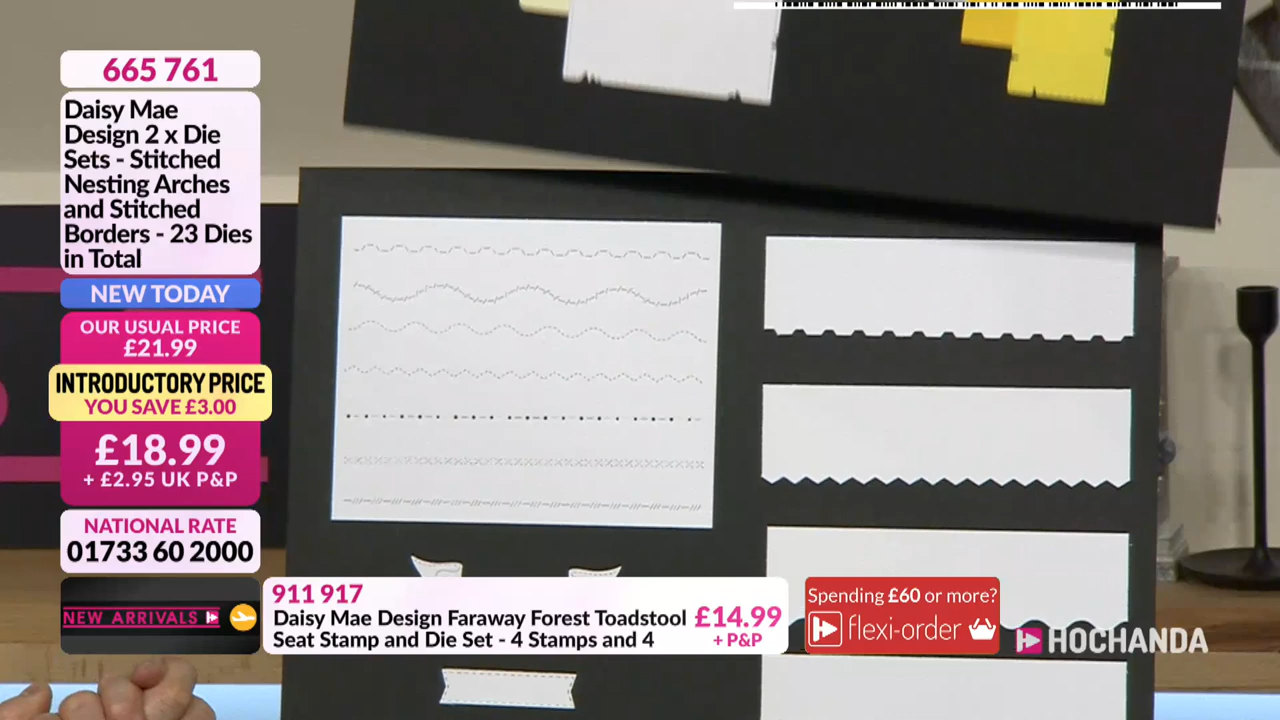 665 761
Daisy Mae
Design 2 x Die
Sets - Stitched
Nesting Arches
and Stitched
Borders - 23 Dies
in Total
NEW TODAY
OUR USUAL PRICE
£21.99
INTRODUCTORY PRICE
YOU SAVE £3.00
£18.99
+ £2.95 UK P&P
NATIONAL RATE
01733 60 2000
NEW ARRIVALS
911 917
Daisy Mae Design Faraway Forest Toadstool
Seat Stamp and Die Set - 4 Stamps and 4
£14.99
+ P&P
Spending £60 or more?
flexi-order
HOCHANDA